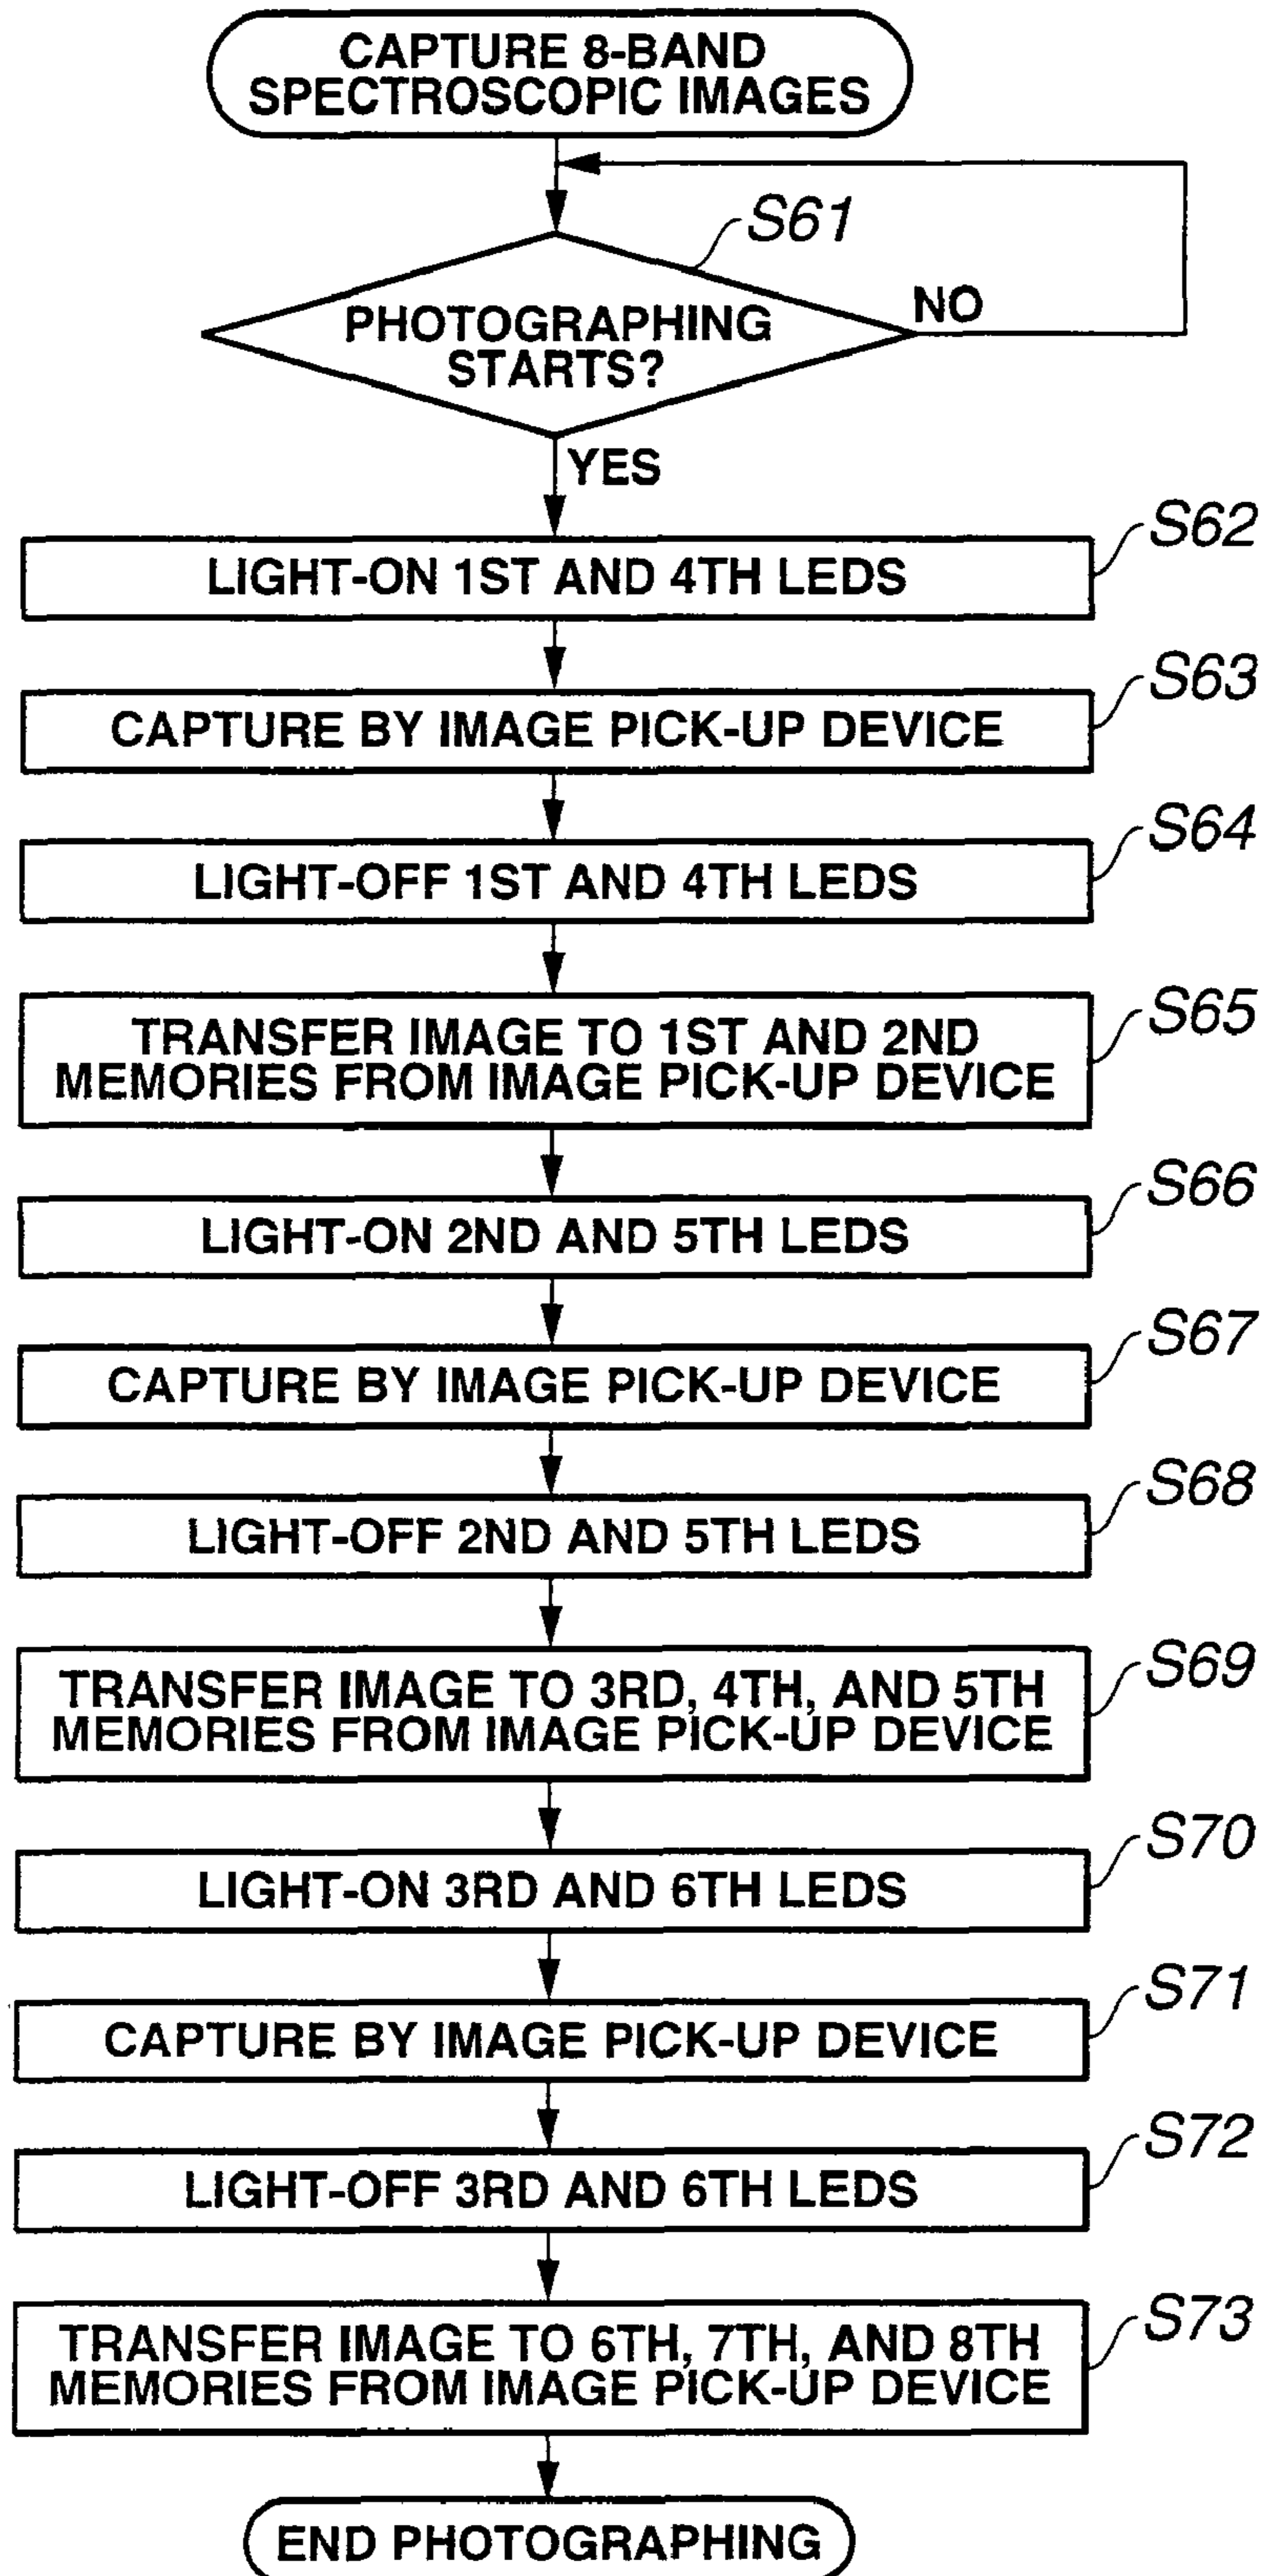 CAPTURE 8-BAND
SPECTROSCOPIC IMAGES
S61
PHOTOGRAPHING
STARTS?
NO
YES
S62
LIGHT-ON 1ST AND 4TH LEDS
S63
CAPTURE BY IMAGE PICK-UP DEVICE
S64
LIGHT-OFF 1ST AND 4TH LEDS
S65
TRANSFER IMAGE TO 1ST AND 2ND
MEMORIES FROM IMAGE PICK-UP DEVICE
S66
LIGHT-ON 2ND AND 5TH LEDS
S67
CAPTURE BY IMAGE PICK-UP DEVICE
S68
LIGHT-OFF 2ND AND 5TH LEDS
S69
TRANSFER IMAGE TO 3RD, 4TH, AND 5TH
MEMORIES FROM IMAGE PICK-UP DEVICE
S70
LIGHT-ON 3RD AND 6TH LEDS
S71
CAPTURE BY IMAGE PICK-UP DEVICE
S72
LIGHT-OFF 3RD AND 6TH LEDS
S73
TRANSFER IMAGE TO 6TH, 7TH, AND 8TH
MEMORIES FROM IMAGE PICK-UP DEVICE
END PHOTOGRAPHING